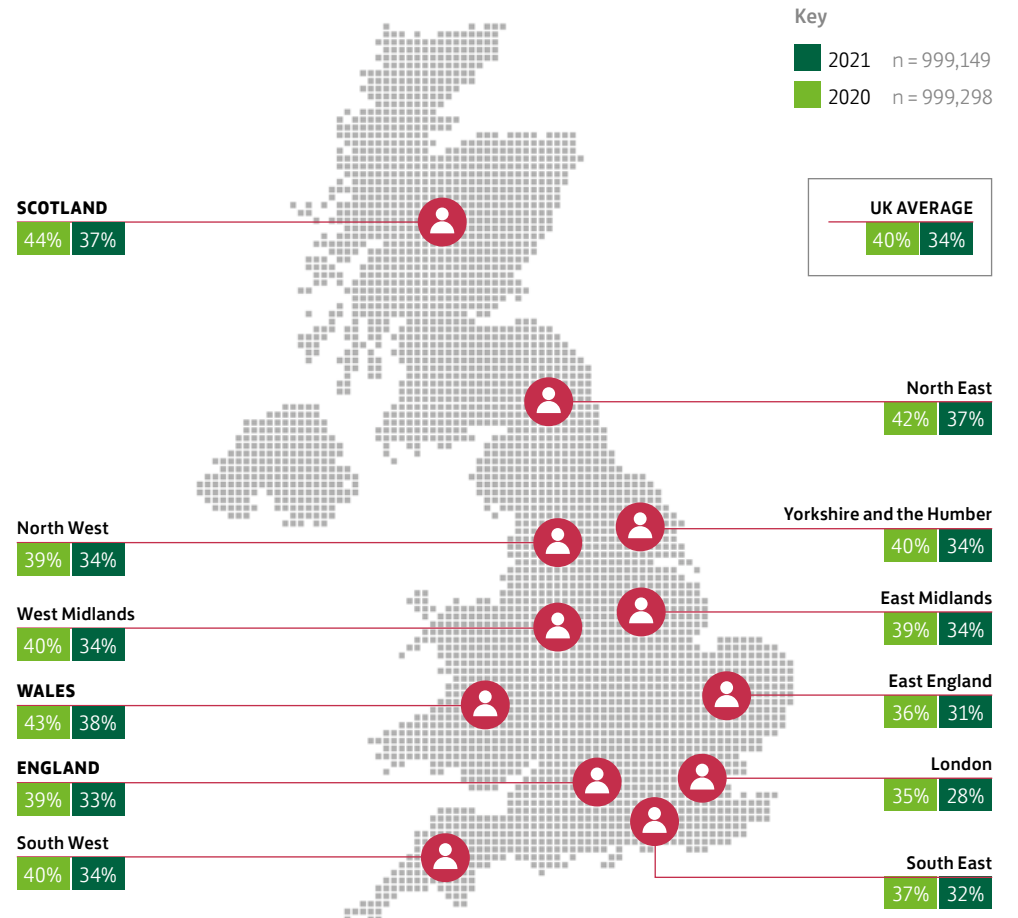 Key
2021 n = 999,149
2020 n = 999,298
SCOTLAND
44% 37%
UK AVERAGE
40% 34%
North East
42% 37%
North West
39% 34%
Yorkshire and the Humber
40% 34%
West Midlands
40% 34%
East Midlands
39% 34%
WALES
43% 38%
East England
36% 31%
ENGLAND
39% 33%
London
35% 28%
South West
40% 34%
South East
37% 32%